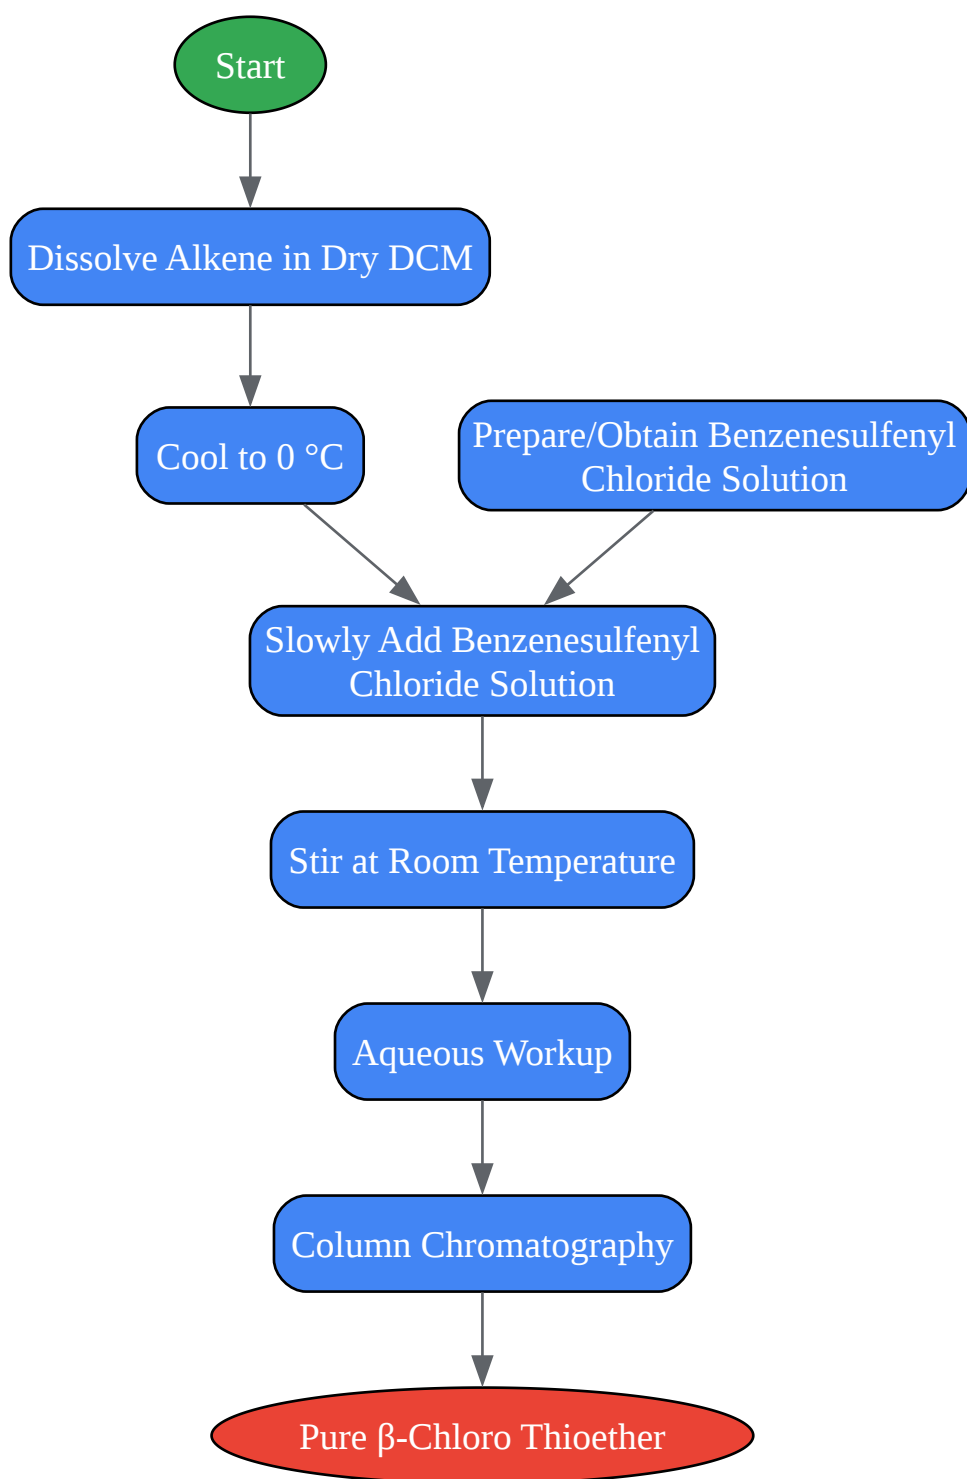 Start
Dissolve Alkene in Dry DCM
Cool to 0 °C
Prepare/Obtain Benzenesulfenyl
Chloride Solution
Slowly Add Benzenesulfenyl
Chloride Solution
Stir at Room Temperature
Aqueous Workup
Column Chromatography
Pure β-Chloro Thioether